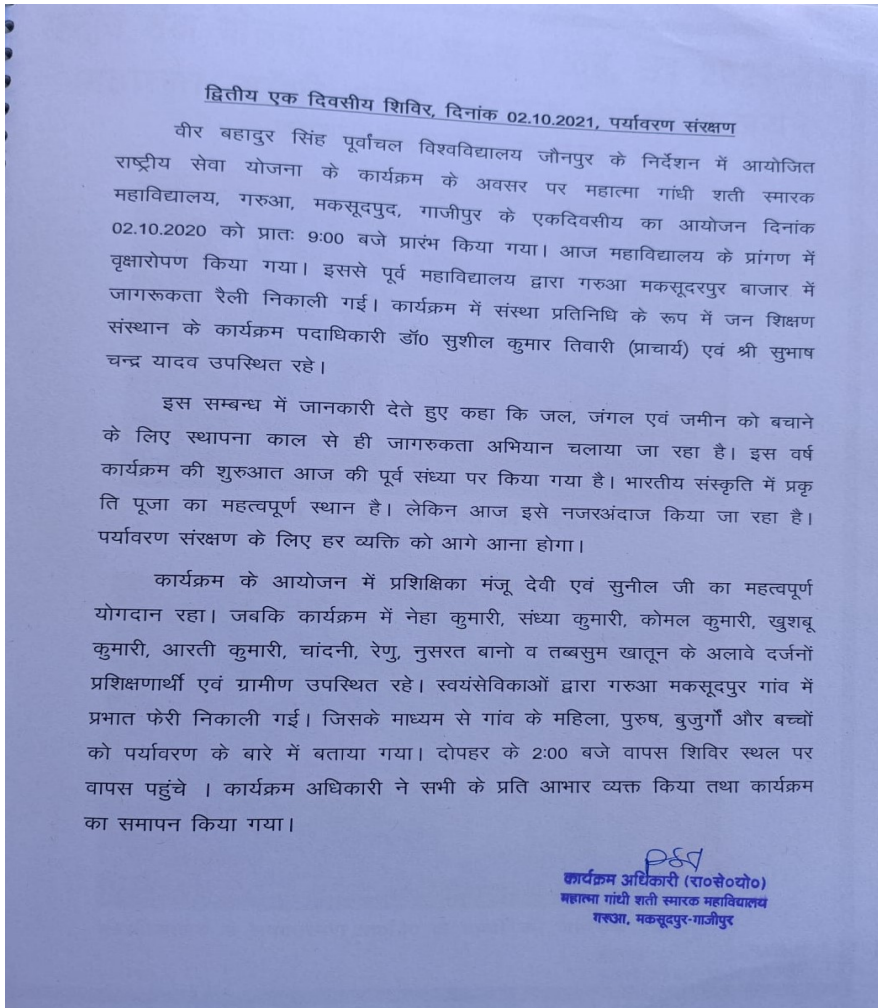 द्वितीय एक दिवसीय शिविर, दिनांक 02.10.2021, पर्यावरण संरक्षण
वीर बहादुर सिंह पूर्वांचल विश्वविद्यालय जौनपुर के निर्देशन में आयोजित
राष्ट्रीय सेवा योजना के कार्यक्रम के अवसर पर महात्मा गांधी शती स्मारक
महाविद्यालय, गरुआ, मकसूदपुद, गाजीपुर के एकदिवसीय का आयोजन दिनांक
02.10.2020 को प्रातः 9:00 बजे प्रारंभ किया गया। आज महाविद्यालय के प्रांगण में
वृक्षारोपण किया गया। इससे पूर्व महाविद्यालय द्वारा गरुआ मकसूदरपुर बाजार में
जागरूकता रैली निकाली गई। कार्यक्रम में संस्था प्रतिनिधि के रूप में जन शिक्षण
संस्थान के कार्यक्रम पदाधिकारी डॉ0 सुशील कुमार तिवारी (प्राचार्य) एवं श्री सुभाष
चन्द्र यादव उपस्थित रहे।
इस सम्बन्ध में जानकारी देते हुए कहा कि जल, जंगल एवं जमीन को बचाने
के लिए स्थापना काल से ही जागरुकता अभियान चलाया जा रहा है। इस वर्ष
कार्यक्रम की शुरुआत आज की पूर्व संध्या पर किया गया है। भारतीय संस्कृति में प्रकृ
ति पूजा का महत्वपूर्ण स्थान है। लेकिन आज इसे नजरअंदाज किया जा रहा है।
पर्यावरण संरक्षण के लिए हर व्यक्ति को आगे आना होगा।
कार्यक्रम के आयोजन में प्रशिक्षिका मंजू देवी एवं सुनील जी का महत्वपूर्ण
योगदान रहा। जबकि कार्यक्रम में नेहा कुमारी, संध्या कुमारी, कोमल कुमारी, खुशबू
कुमारी, आरती कुमारी, चांदनी, रेणु, नुसरत बानो व तब्बसुम खातून के अलावे दर्जनों
प्रशिक्षणार्थी एवं ग्रामीण उपस्थित रहे। स्वयंसेविकाओं द्वारा गरुआ मकसूदपुर गांव में
प्रभात फेरी निकाली गई। जिसके माध्यम से गांव के महिला, पुरुष, बुजुर्गों और बच्चों
को पर्यावरण के बारे में बताया गया। दोपहर के 2:00 बजे वापस शिविर स्थल पर
वापस पहुंचे । कार्यक्रम अधिकारी ने सभी के प्रति आभार व्यक्त किया तथा कार्यक्रम
का समापन किया गया।
कार्यक्रम अधिकारी (रा०से०यो०)
महात्मा गांधी शती स्मारक महाविद्यालय
गरुआ, मकसूदपुर-गाजीपुर